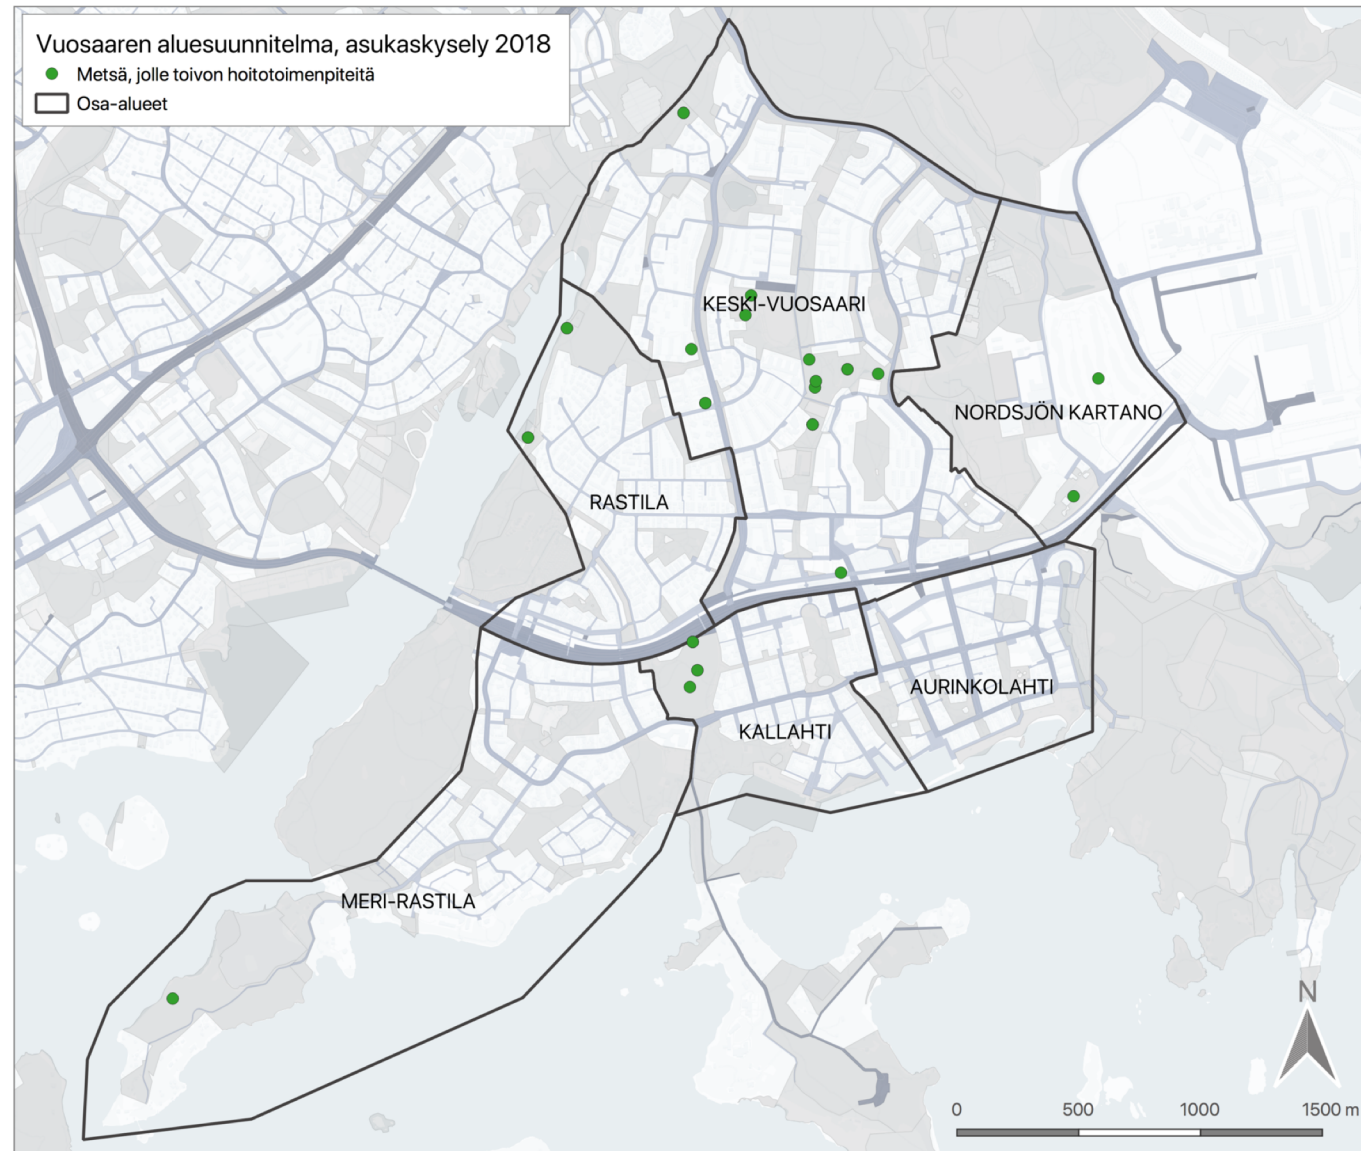 Vuosaaren aluesuunnitelma, asukaskysely 2018
Metsä, jolle toivon hoitotoimenpiteitä
Osa-alueet
KESKI-VUOSAARI
NORDSJÖN KARTANO
RASTILA
AURINKOLAHTI
KALLAHTI
MERI-RASTILA
N
0 500 1000 1500 m